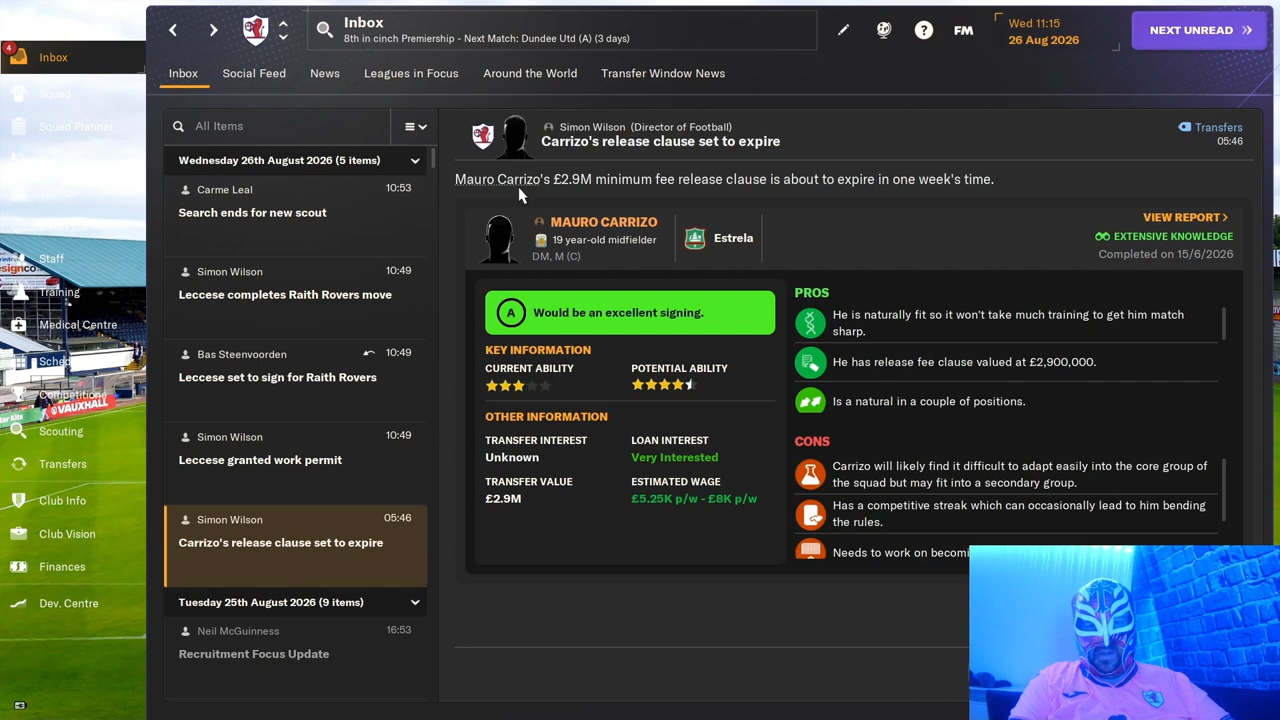 Inbox
8th in cinch Premiership - Next Match: Dundee Utd (A) (3 days)
FM
Wed 11:15
26 Aug 2026
NEXT UNREAD
4
Inbox
Squad
Squad Planner
Staff
Training
Medical Centre
Sched
Competitions
Scouting
Transfers
Club Info
Club Vision
Finances
Dev. Centre
VAUXHALL
Inbox
Social Feed
News
Leagues in Focus
Around the World
Transfer Window News
All Items
Wednesday 26th August 2026 (5 items)
Carme Leal
10:53
Search ends for new scout
Simon Wilson
10:49
Leccese completes Raith Rovers move
Bas Steenvoorden
10:49
Leccese set to sign for Raith Rovers
Simon Wilson
10:49
Leccese granted work permit
Simon Wilson
05:46
Carrizo's release clause set to expire
Tuesday 25th August 2026 (9 items)
Neil McGuinness
16:53
Recruitment Focus Update
Simon Wilson (Director of Football)
Carrizo's release clause set to expire
Transfers
05:46
Mauro Carrizo's £2.9M minimum fee release clause is about to expire in one week's time.
MAURO CARRIZO
19 year-old midfielder
DM, M (C)
Estrela
VIEW REPORT >
EXTENSIVE KNOWLEDGE
Completed on 15/6/2026
A
Would be an excellent signing.
KEY INFORMATION
CURRENT ABILITY
POTENTIAL ABILITY
OTHER INFORMATION
TRANSFER INTEREST
Unknown
LOAN INTEREST
Very Interested
TRANSFER VALUE
£2.9M
ESTIMATED WAGE
£5.25K p/w - £8K p/w
PROS
He is naturally fit so it won't take much training to get him match
sharp.
He has release fee clause valued at £2,900,000.
Is a natural in a couple of positions.
CONS
Carrizo will likely find it difficult to adapt easily into the core group of
the squad but may fit into a secondary group.
Has a competitive streak which can occasionally lead to him bending
the rules.
Needs to work on becomi